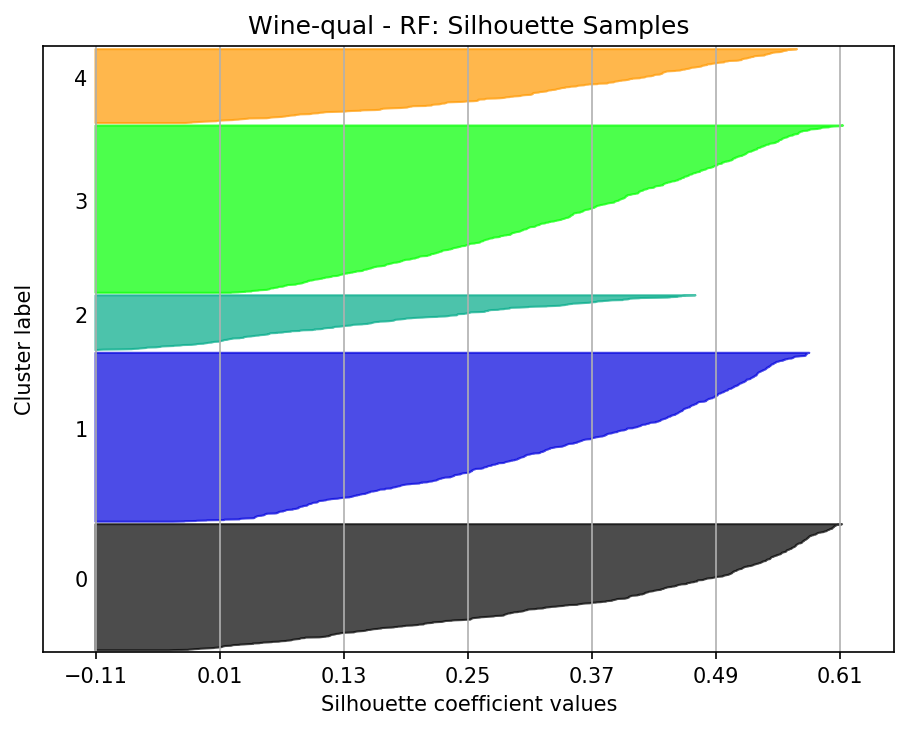 Wine-qual - RF: Silhouette Samples
4
3
2
1
0
Cluster label
−0.11 0.01 0.13 0.25 0.37 0.49 0.61
Silhouette coefficient values